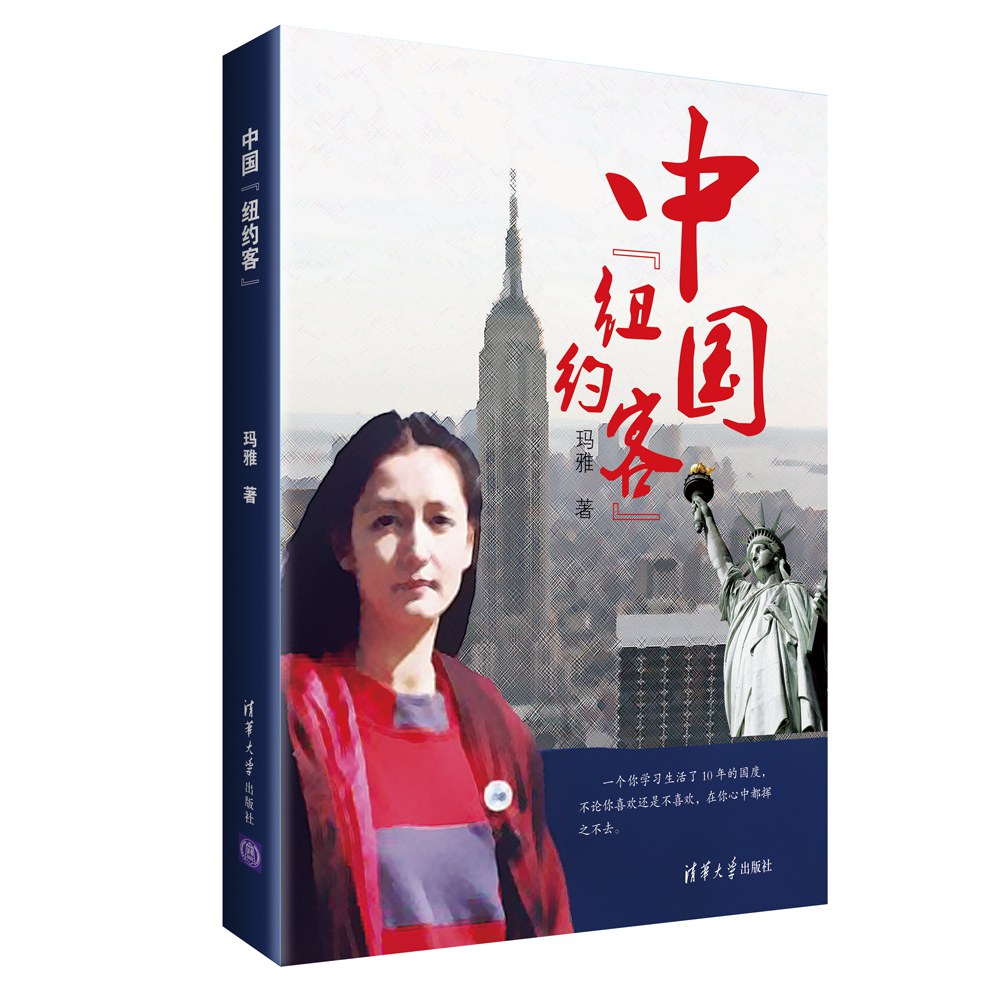 中国『纽约客』
玛雅 著
清华大学出版社
中国
『纽约客』
玛雅 著
一个你学习生活了10年的国度,
不论你喜欢还是不喜欢,在你心中都挥
之不去。
清华大学出版社